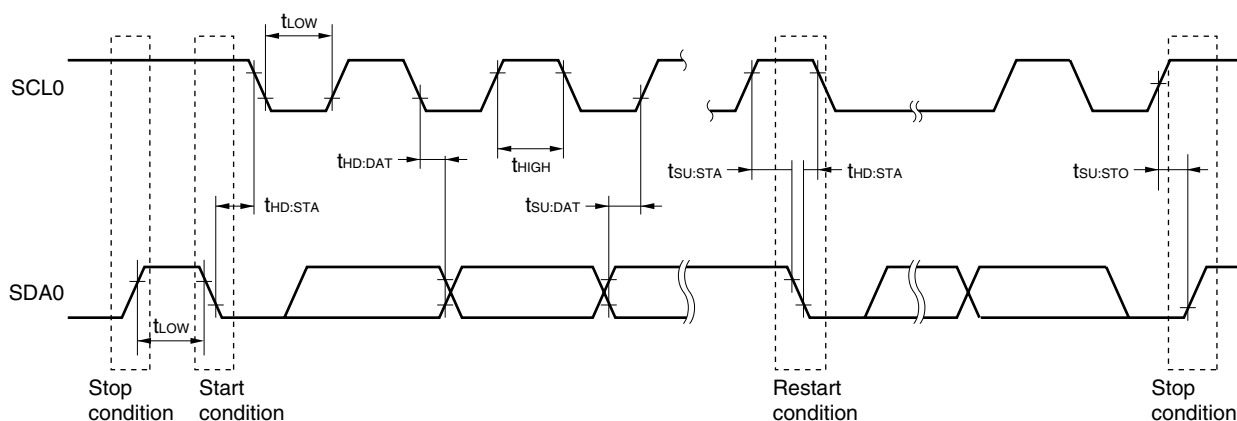 tLOW
SCL0
tHD:DAT
tHIGH
tSU:STA
tHD:STA
tSU:STO
tHD:STA
tSU:DAT
SDA0
tLOW
Stop
condition
Start
condition
Restart
condition
Stop
condition